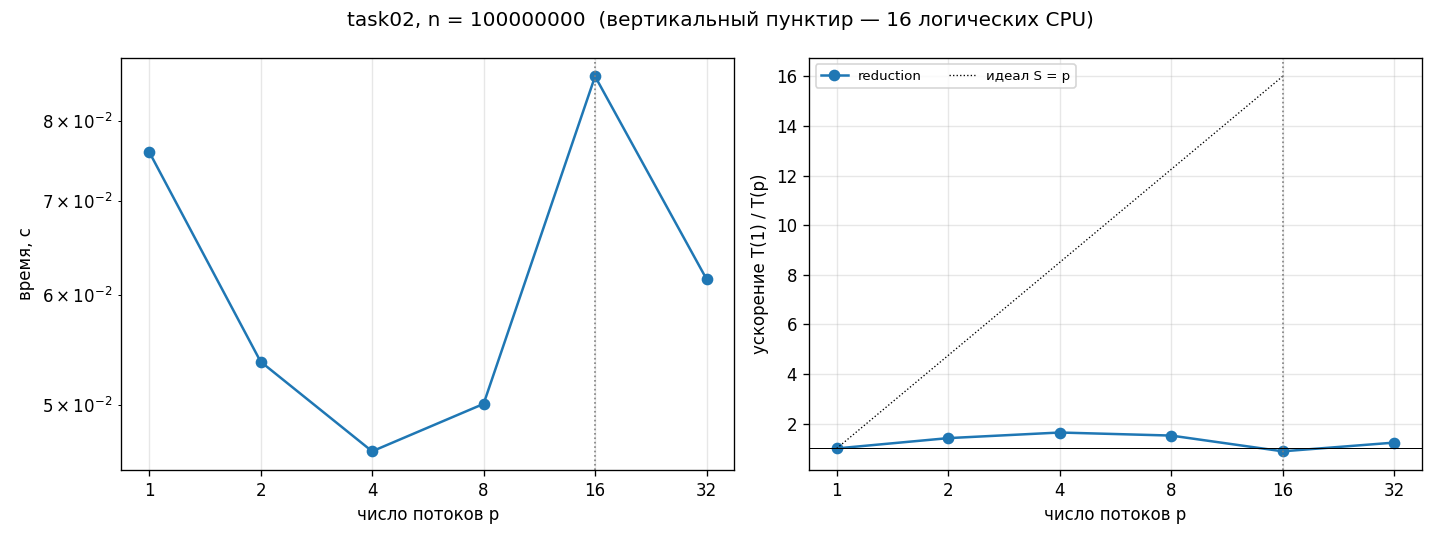 task02, n = 100000000  (вертикальный пунктир — 16 логических CPU)
8 × 10⁻²
7 × 10⁻²
6 × 10⁻²
5 × 10⁻²
время, с
1 2 4 8 16 32
число потоков p
reduction идеал S = p
16
14
12
10
8
6
4
2
ускорение T(1) / T(p)
1 2 4 8 16 32
число потоков p